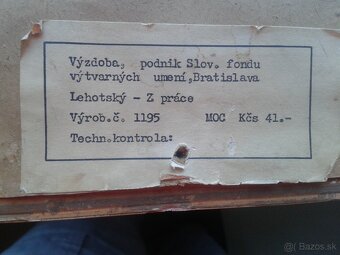 Výzdoba, podnik Slov. fondu
výtvarných umení,Bratislava
Lehotský - Z práce
Výrob.č. 1195 MOC Kčs 41.-
Techn.kontrola:
© Bazos.sk